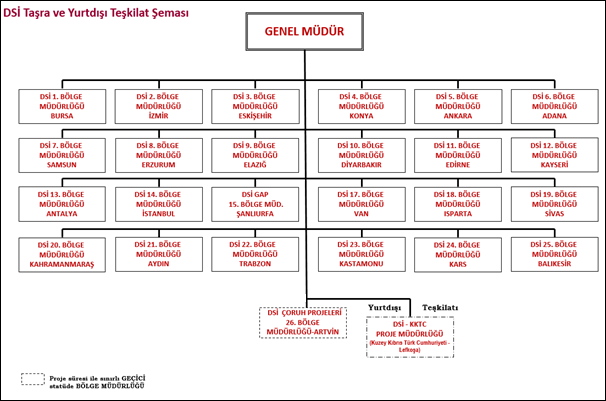 DSİ Taşra ve Yurtdışı Teşkilat Şeması
GENEL MÜDÜR
DSİ 1. BÖLGE
MÜDÜRLÜĞÜ
BURSA
DSİ 2. BÖLGE
MÜDÜRLÜĞÜ
İZMİR
DSİ 3. BÖLGE
MÜDÜRLÜĞÜ
ESKİŞEHİR
DSİ 4. BÖLGE
MÜDÜRLÜĞÜ
KONYA
DSİ 5. BÖLGE
MÜDÜRLÜĞÜ
ANKARA
DSİ 6. BÖLGE
MÜDÜRLÜĞÜ
ADANA
DSİ 7. BÖLGE
MÜDÜRLÜĞÜ
SAMSUN
DSİ 8. BÖLGE
MÜDÜRLÜĞÜ
ERZURUM
DSİ 9. BÖLGE
MÜDÜRLÜĞÜ
ELAZIĞ
DSİ 10. BÖLGE
MÜDÜRLÜĞÜ
DİYARBAKIR
DSİ 11. BÖLGE
MÜDÜRLÜĞÜ
EDİRNE
DSİ 12. BÖLGE
MÜDÜRLÜĞÜ
KAYSERİ
DSİ 13. BÖLGE
MÜDÜRLÜĞÜ
ANTALYA
DSİ 14. BÖLGE
MÜDÜRLÜĞÜ
İSTANBUL
DSİ GAP
15. BÖLGE MÜD.
ŞANLIURFA
DSİ 17. BÖLGE
MÜDÜRLÜĞÜ
VAN
DSİ 18. BÖLGE
MÜDÜRLÜĞÜ
ISPARTA
DSİ 19. BÖLGE
MÜDÜRLÜĞÜ
SİVAS
DSİ 20. BÖLGE
MÜDÜRLÜĞÜ
KAHRAMANMARAŞ
DSİ 21. BÖLGE
MÜDÜRLÜĞÜ
AYDIN
DSİ 22. BÖLGE
MÜDÜRLÜĞÜ
TRABZON
DSİ 23. BÖLGE
MÜDÜRLÜĞÜ
KASTAMONU
DSİ 24. BÖLGE
MÜDÜRLÜĞÜ
KARS
DSİ 25. BÖLGE
MÜDÜRLÜĞÜ
BALIKESİR
DSİ ÇORUH PROJELERİ
26. BÖLGE
MÜDÜRLÜĞÜ-ARTVİN
Yurtdışı Teşkilatı
DSİ - KKTC
PROJE MÜDÜRLÜĞÜ
(Kuzey Kıbrıs Türk Cumhuriyeti -
Lefkoşa)
Proje süresi ile sınırlı GEÇİCİ
statüde BÖLGE MÜDÜRLÜĞÜ